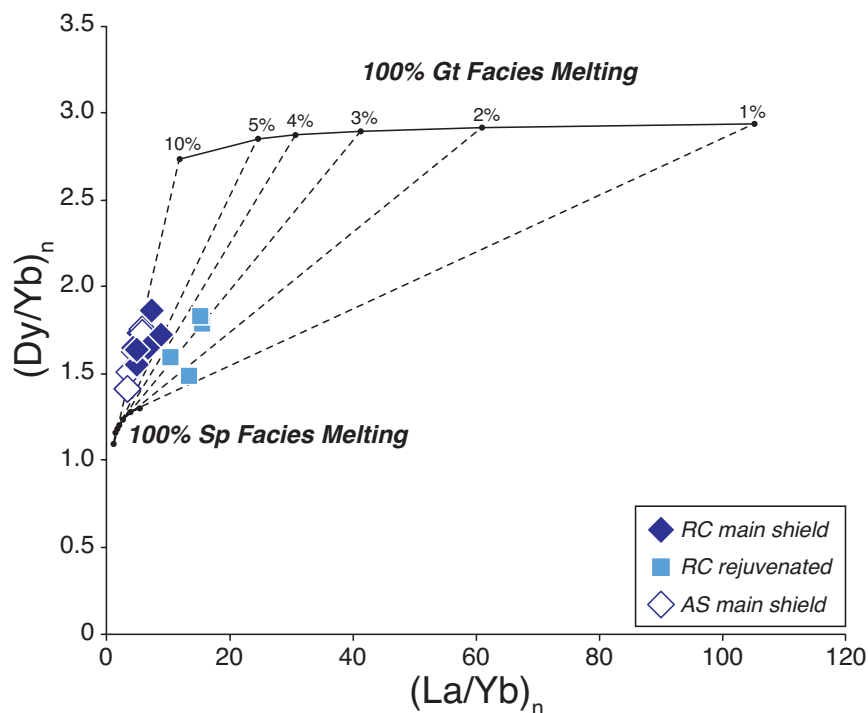 3.5
100% Gt Facies Melting
3.0
10%
5%
4%
3%
2%
1%
2.5
2.0
(Dy/Yb)n
1.5
100% Sp Facies Melting
1.0
0.5
0
RC main shield
RC rejuvenated
AS main shield
0 20 40 60 80 100 120
(La/Yb)n